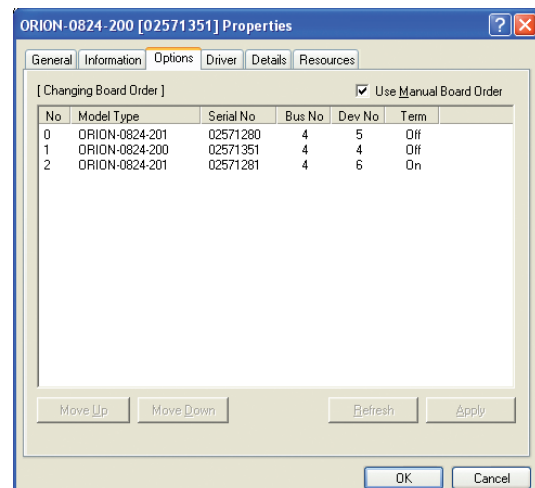 ORION-0824-200 [02571351] Properties
General Information Options Driver Details Resources
[ Changing Board Order ] Use Manual Board Order
No Model Type Serial No Bus No Dev No Term
0 ORION-0824-201 02571280 4 5 Off
1 ORION-0824-200 02571351 4 4 Off
2 ORION-0824-201 02571281 4 6 On
Move Up Move Down Refresh Apply
OK Cancel